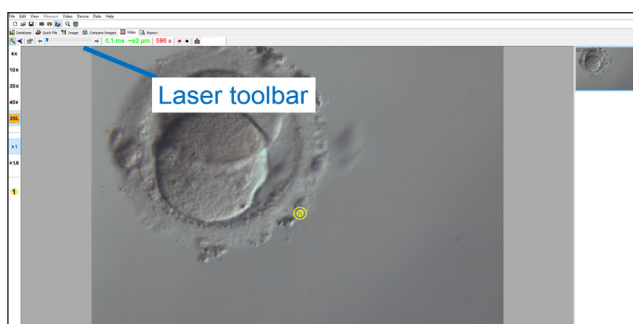 File Edit View Measure Video Device Data Help
Database Quick File Image Compare Images Video Report
0,1 ms ~⌀2 µm 596 s
4x
10x
20x
40x
25L
x1
x1.6
1
Laser toolbar